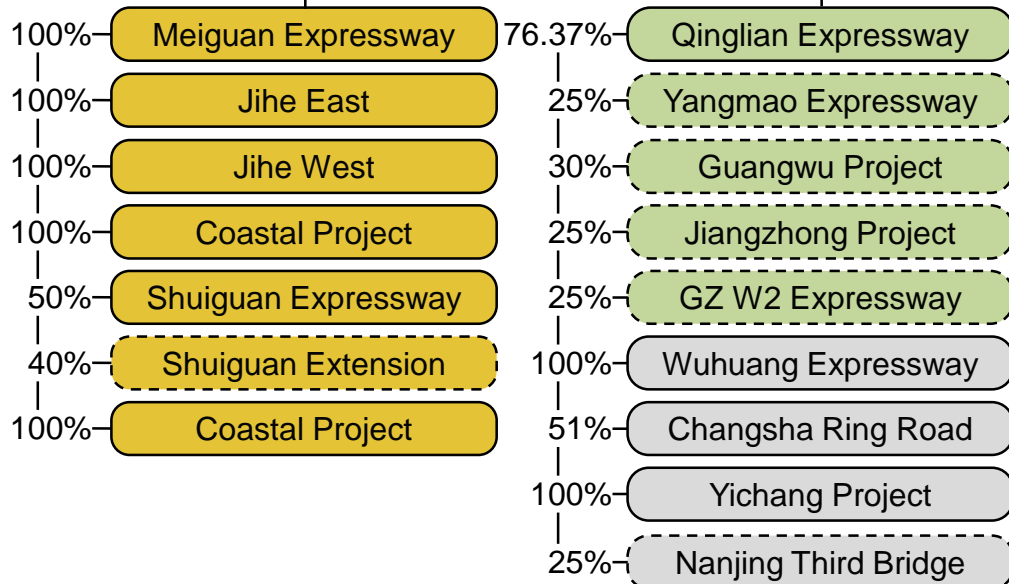 100% Meiguan Expressway
100% Jihe East
100% Jihe West
100% Coastal Project
50% Shuiguan Expressway
40% Shuiguan Extension
100% Coastal Project
76.37% Qinglian Expressway
25% Yangmao Expressway
30% Guangwu Project
25% Jiangzhong Project
25% GZ W2 Expressway
100% Wuhuang Expressway
51% Changsha Ring Road
100% Yichang Project
25% Nanjing Third Bridge